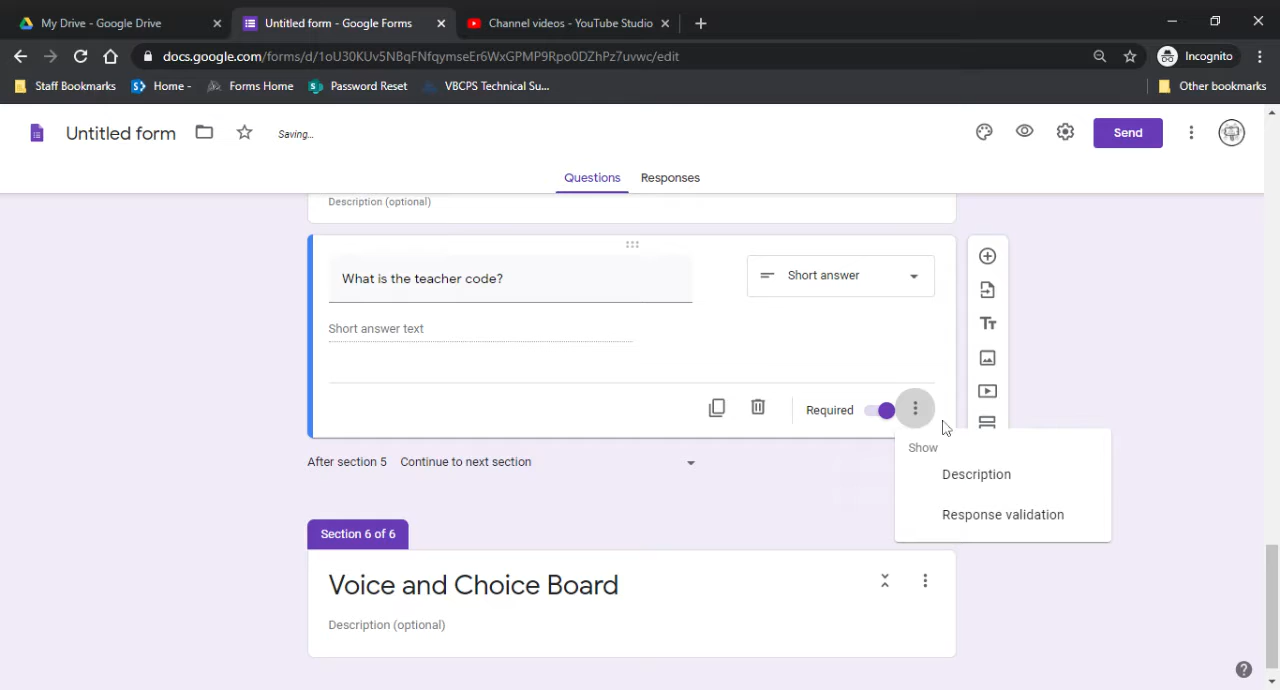 My Drive - Google Drive
Untitled form - Google Forms
Channel videos - YouTube Studio
docs.google.com/forms/d/1oU30KUv5NBqFNfqymseEr6WxGPMP9Rpo0DZhPz7uvwc/edit
Incognito
Staff Bookmarks
Home -
Forms Home
Password Reset
VBCPS Technical Su...
Other bookmarks
Untitled form
Saving...
Send
Questions
Responses
Description (optional)
What is the teacher code?
Short answer
Short answer text
Required
Show
Description
Response validation
After section 5 Continue to next section
Section 6 of 6
Voice and Choice Board
Description (optional)